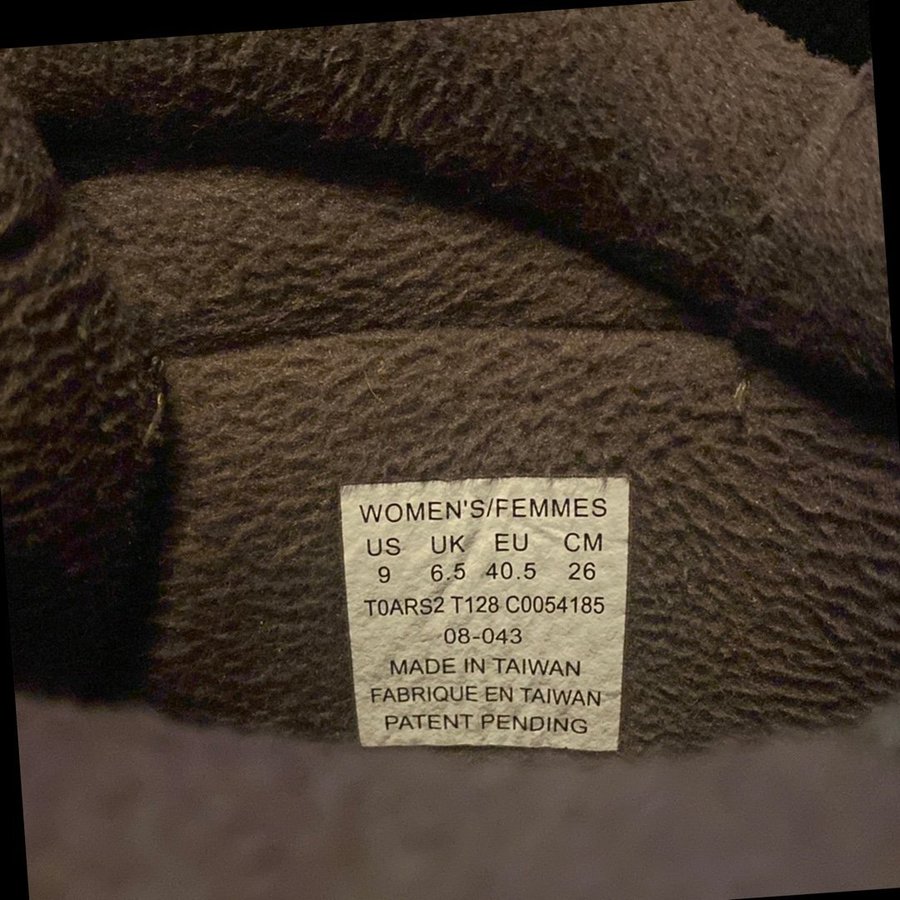 WOMEN'S/FEMMES
US UK EU CM
9 6.5 40.5 26
T0ARS2 T128 C0054185
08-043
MADE IN TAIWAN
FABRIQUE EN TAIWAN
PATENT PENDING